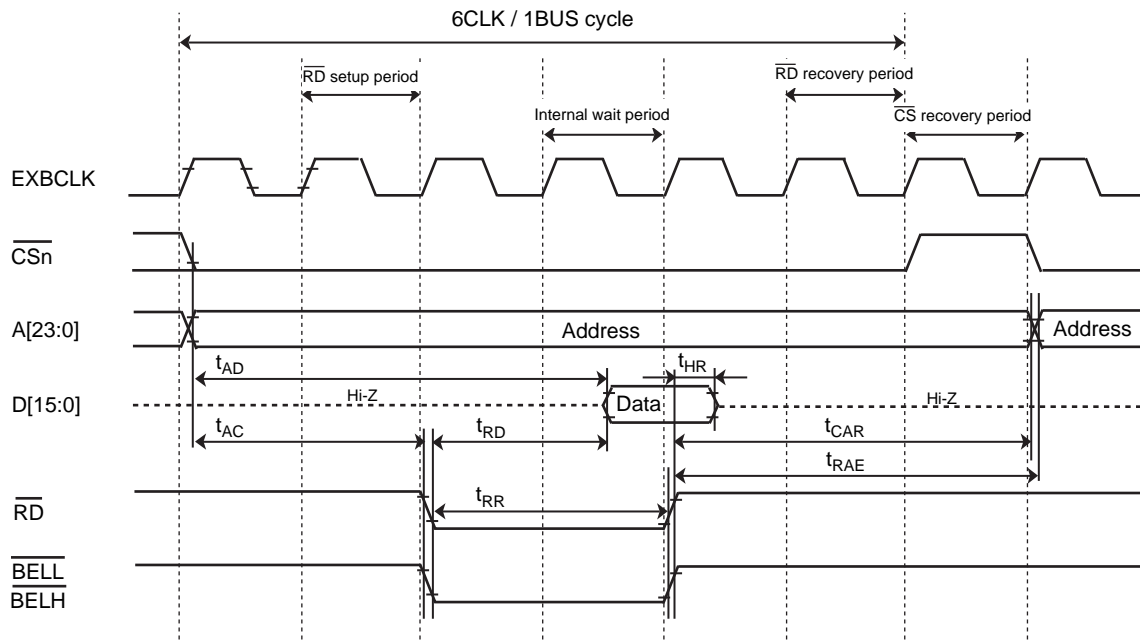 6CLK / 1BUS cycle
RD setup period
RD recovery period
Internal wait period
CS recovery period
EXBCLK
CSn
A[23:0]
Address
Address
tAD
tHR
D[15:0]
Hi-Z
Data
Hi-Z
tAC
tRD
tCAR
tRAE
RD
tRR
BELL
BELH